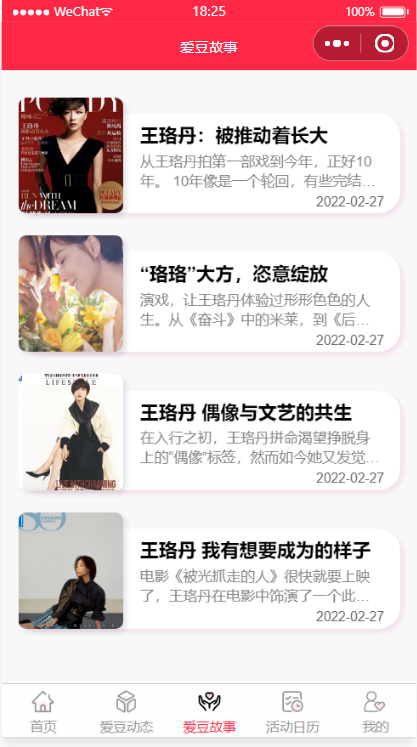 WeChat 18:25 100%
爱豆故事
王珞丹：被推动着长大
从王珞丹拍第一部戏到今年，正好10
年。 10年像是一个轮回，有些完结…
2022-02-27
“珞珞”大方，恣意绽放
演戏，让王珞丹体验过形形色色的人
生。从《奋斗》中的米莱，到《后…
2022-02-27
LIFESTYLE
王珞丹 偶像与文艺的共生
在入行之初，王珞丹拼命渴望挣脱身
上的“偶像”标签，然而如今她又发觉…
2022-02-27
王珞丹 我有想要成为的样子
电影《被光抓走的人》很快就要上映
了，王珞丹在电影中饰演了一个此…
2022-02-27
首页 爱豆动态 爱豆故事 活动日历 我的